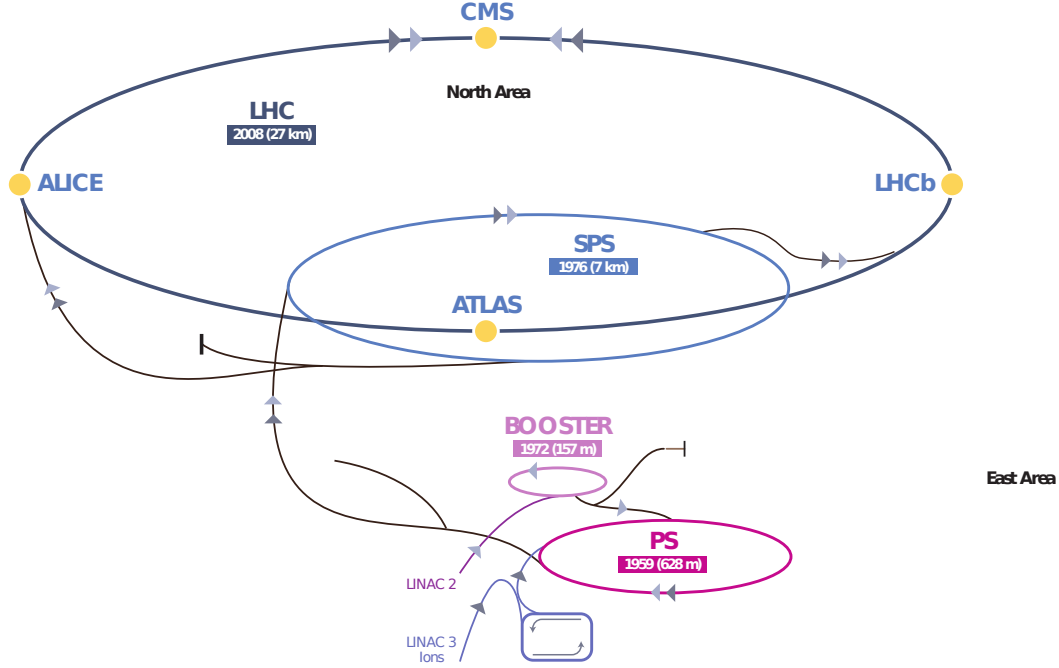 CMS
North Area
LHC
2008 (27 km)
ALICE
LHCb
SPS
1976 (7 km)
ATLAS
BOOSTER
1972 (157 m)
East Area
PS
1959 (628 m)
LINAC 2
LINAC 3
Ions